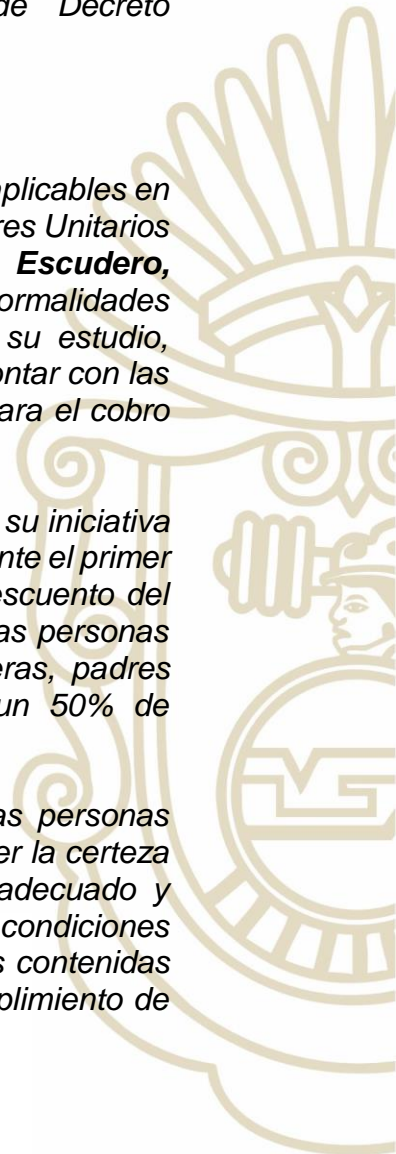 de Decreto
aplicables en
res Unitarios
Escudero,
ormalidades
su estudio,
ontar con las
ara el cobro
su iniciativa
nte el primer
escuento del
as personas
eras, padres
un 50% de
as personas
er la certeza
adecuado y
condiciones
s contenidas
plimiento de